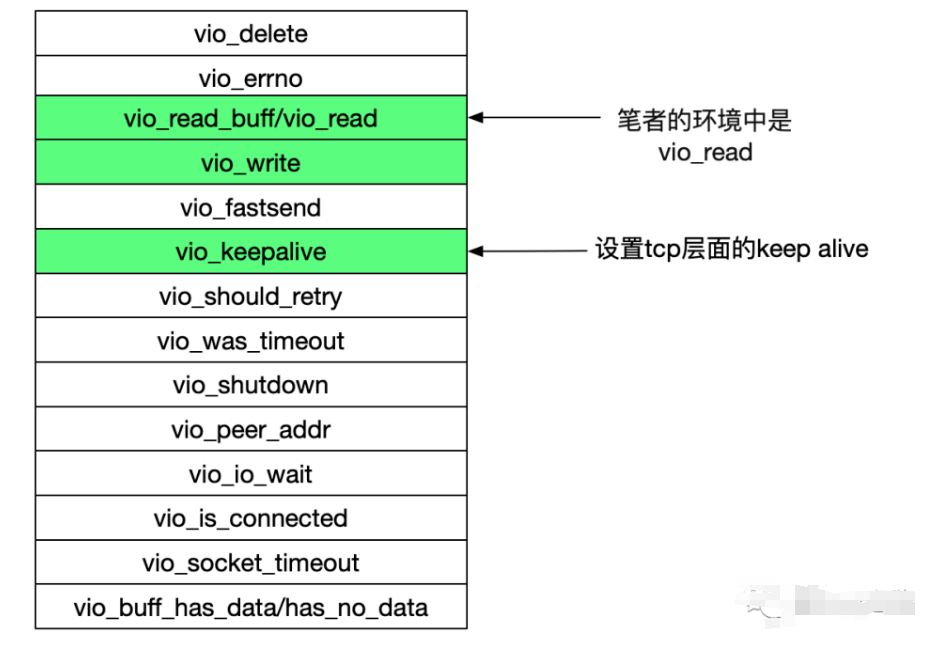 vio_delete
vio_errno
vio_read_buff/vio_read
笔者的环境中是
vio_read
vio_write
vio_fastsend
vio_keepalive
设置tcp层面的keep alive
vio_should_retry
vio_was_timeout
vio_shutdown
vio_peer_addr
vio_io_wait
vio_is_connected
vio_socket_timeout
vio_buff_has_data/has_no_data